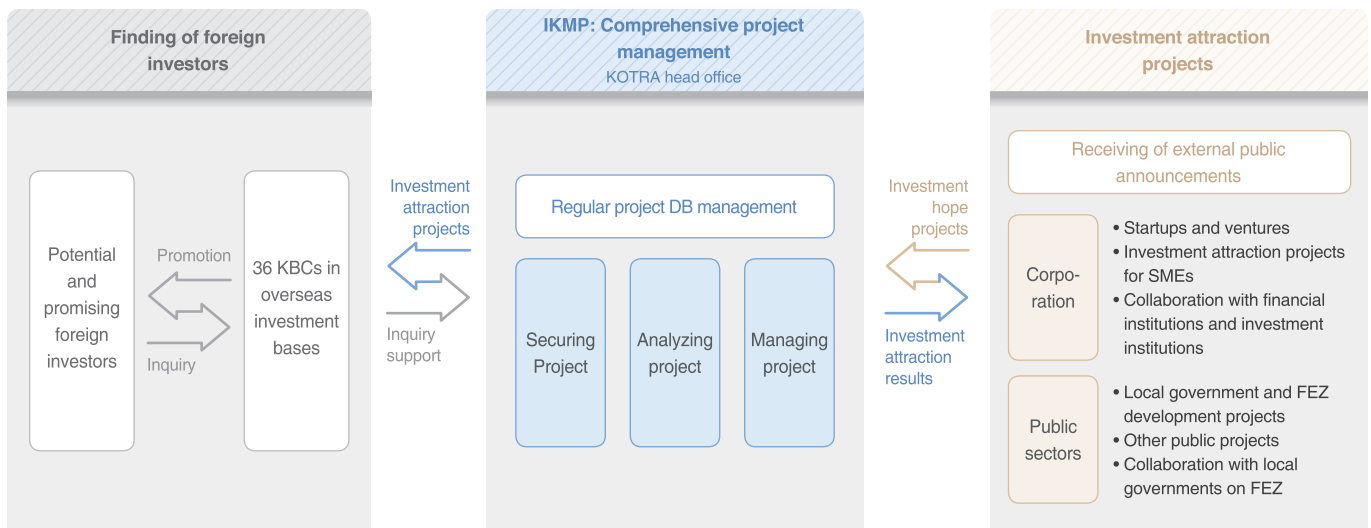 Finding of foreign
investors
Potential
and
promising
foreign
investors
Promotion
Inquiry
36 KBCs in
overseas
investment
bases
Investment
attraction
projects
Inquiry
support
IKMP: Comprehensive project
management
KOTRA head office
Regular project DB management
Securing
Project
Analyzing
project
Managing
project
Investment
hope
projects
Investment
attraction
results
Investment attraction
projects
Receiving of external public
announcements
Corpo-
ration
• Startups and ventures
• Investment attraction projects
for SMEs
• Collaboration with financial
institutions and investment
institutions
Public
sectors
• Local government and FEZ
development projects
• Other public projects
• Collaboration with local
governments on FEZ